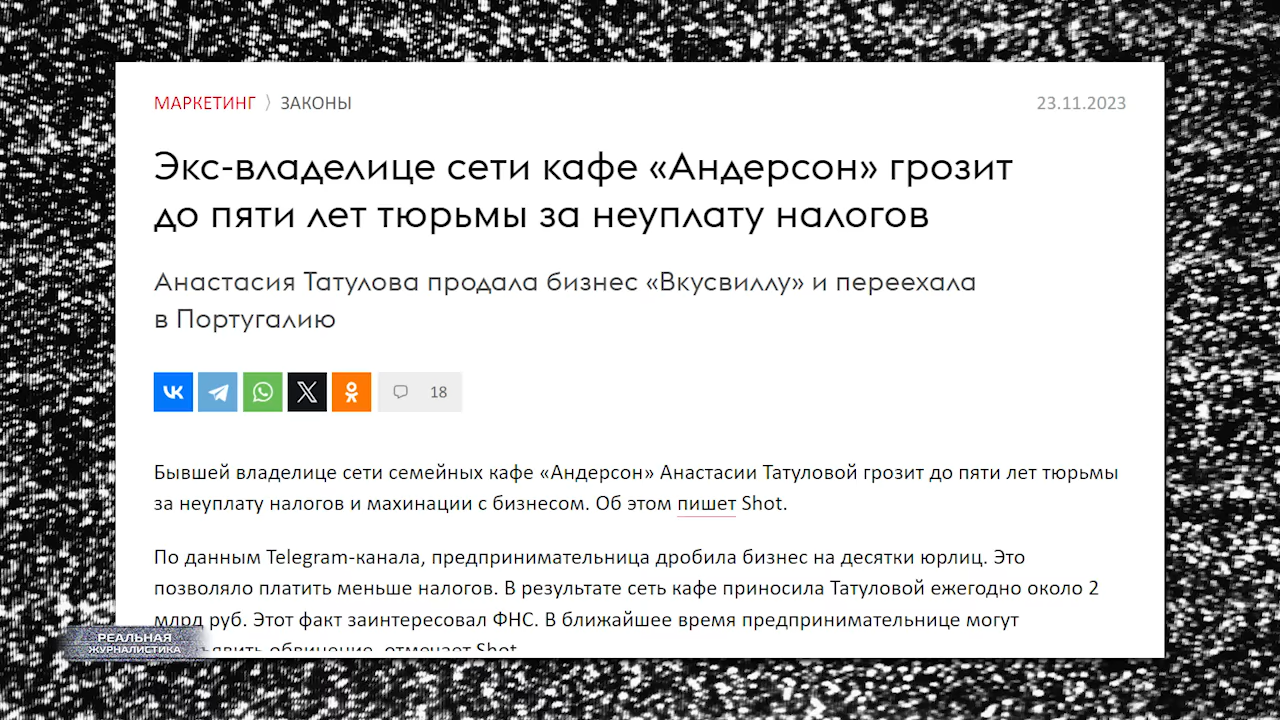 МАРКЕТИНГ ⟩ ЗАКОНЫ
23.11.2023
Экс-владелице сети кафе «Андерсон» грозит
до пяти лет тюрьмы за неуплату налогов
Анастасия Татулова продала бизнес «Вкусвиллу» и переехала
в Португалию
18
Бывшей владелице сети семейных кафе «Андерсон» Анастасии Татуловой грозит до пяти лет тюрьмы
за неуплату налогов и махинации с бизнесом. Об этом пишет Shot.
По данным Telegram-канала, предпринимательница дробила бизнес на десятки юрлиц. Это
позволяло платить меньше налогов. В результате сеть кафе приносила Татуловой ежегодно около 2
млрд руб. Этот факт заинтересовал ФНС. В ближайшее время предпринимательнице могут
обвинение, отмечает Shot
РЕАЛЬНАЯ
ЖУРНАЛИСТИКА